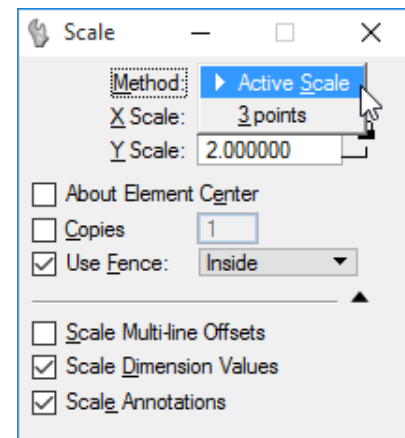 Scale
Method: Active Scale
X Scale: 3 points
Y Scale: 2.000000
About Element Center
Copies 1
Use Fence: Inside
Scale Multi-line Offsets
Scale Dimension Values
Scale Annotations